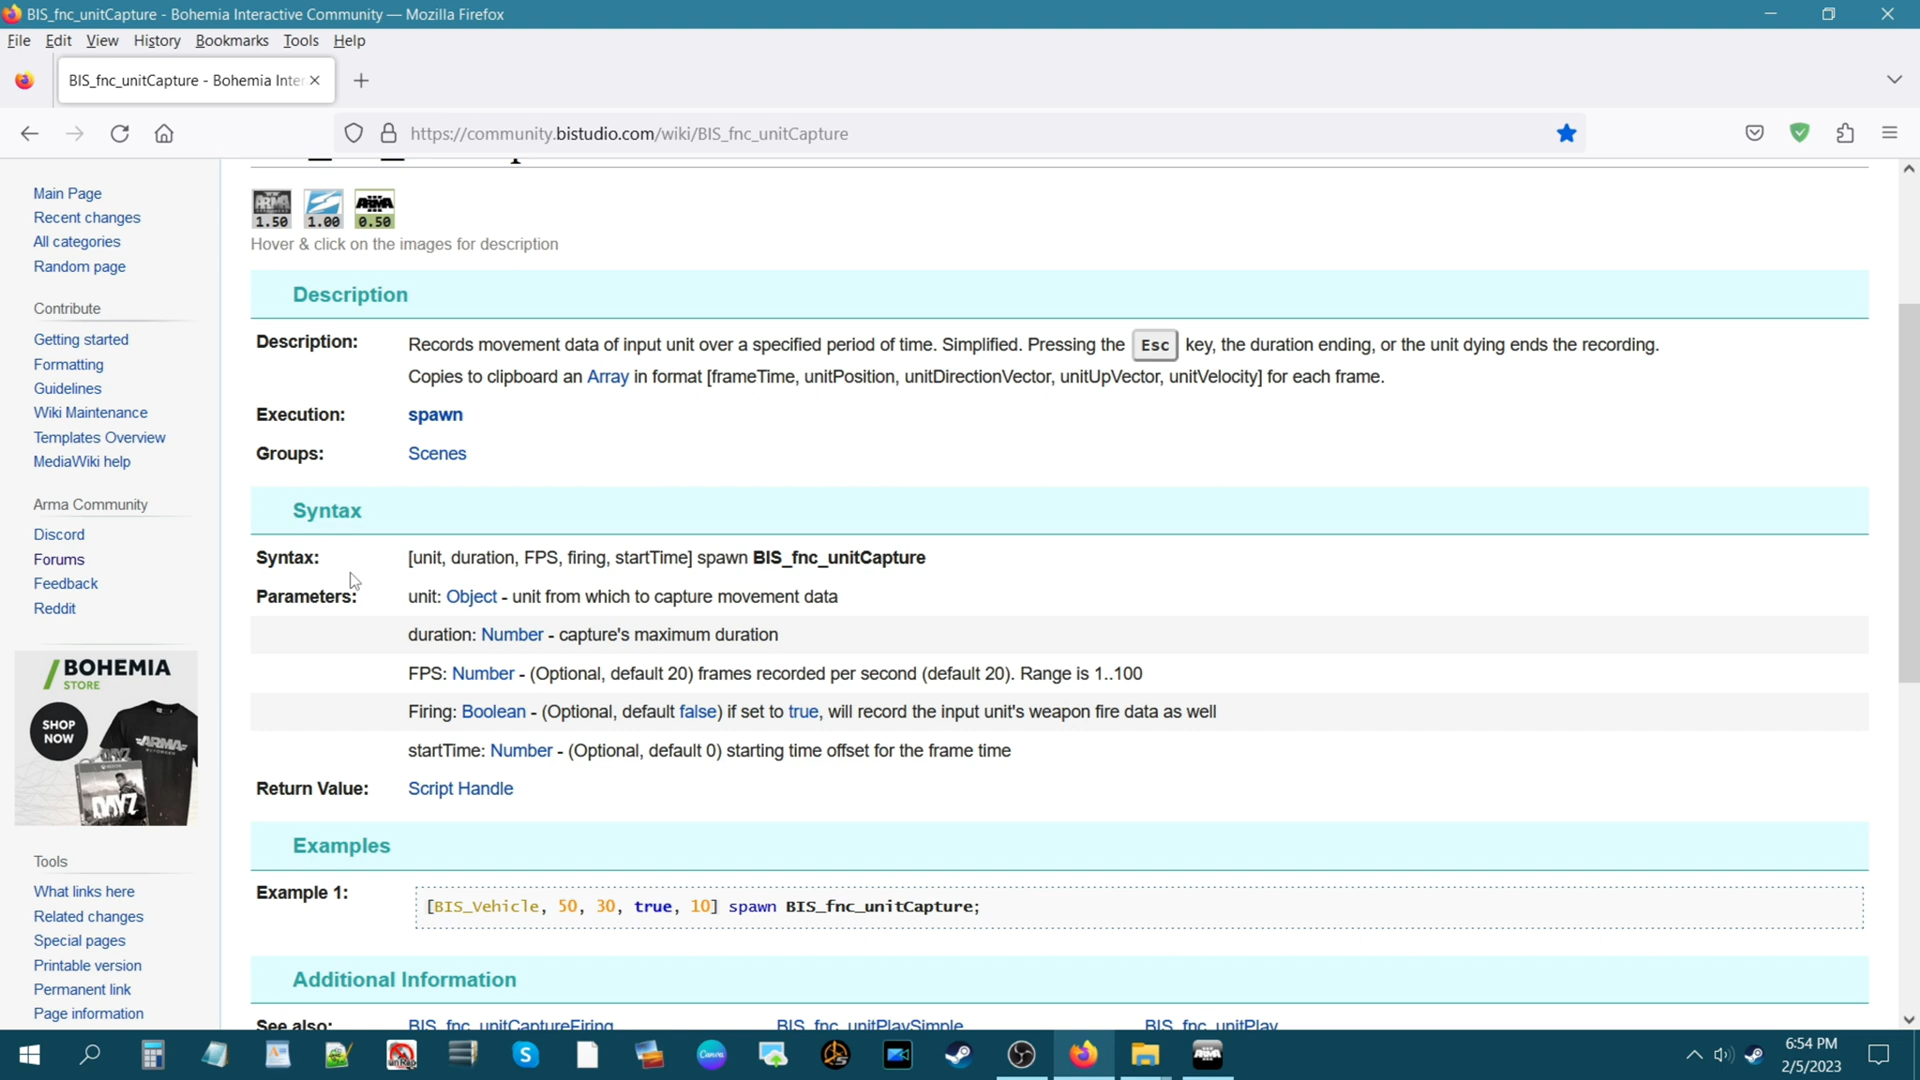 BIS_fnc_unitCapture - Bohemia Interactive Community — Mozilla Firefox
File Edit View History Bookmarks Tools Help
BIS_fnc_unitCapture - Bohemia Inter
https://community.bistudio.com/wiki/BIS_fnc_unitCapture
Main Page
Recent changes
All categories
Random page
Contribute
Getting started
Formatting
Guidelines
Wiki Maintenance
Templates Overview
MediaWiki help
Arma Community
Discord
Forums
Feedback
Reddit
BOHEMIA
STORE
SHOP
NOW
ARMA
DAYZ
Tools
What links here
Related changes
Special pages
Printable version
Permanent link
Page information
ARMA ARMA
1.50 1.00 0.50
Hover & click on the images for description
Description
Description: Records movement data of input unit over a specified period of time. Simplified. Pressing the Esc key, the duration ending, or the unit dying ends the recording.
Copies to clipboard an Array in format [frameTime, unitPosition, unitDirectionVector, unitUpVector, unitVelocity] for each frame.
Execution: spawn
Groups: Scenes
Syntax
Syntax: [unit, duration, FPS, firing, startTime] spawn BIS_fnc_unitCapture
Parameters: unit: Object - unit from which to capture movement data
duration: Number - capture's maximum duration
FPS: Number - (Optional, default 20) frames recorded per second (default 20). Range is 1..100
Firing: Boolean - (Optional, default false) if set to true, will record the input unit's weapon fire data as well
startTime: Number - (Optional, default 0) starting time offset for the frame time
Return Value: Script Handle
Examples
Example 1: [BIS_Vehicle, 50, 30, true, 10] spawn BIS_fnc_unitCapture;
Additional Information
See also: BIS_fnc_unitCaptureFiring BIS_fnc_unitPlaySimple BIS_fnc_unitPlay
Canva
6:54 PM
2/5/2023